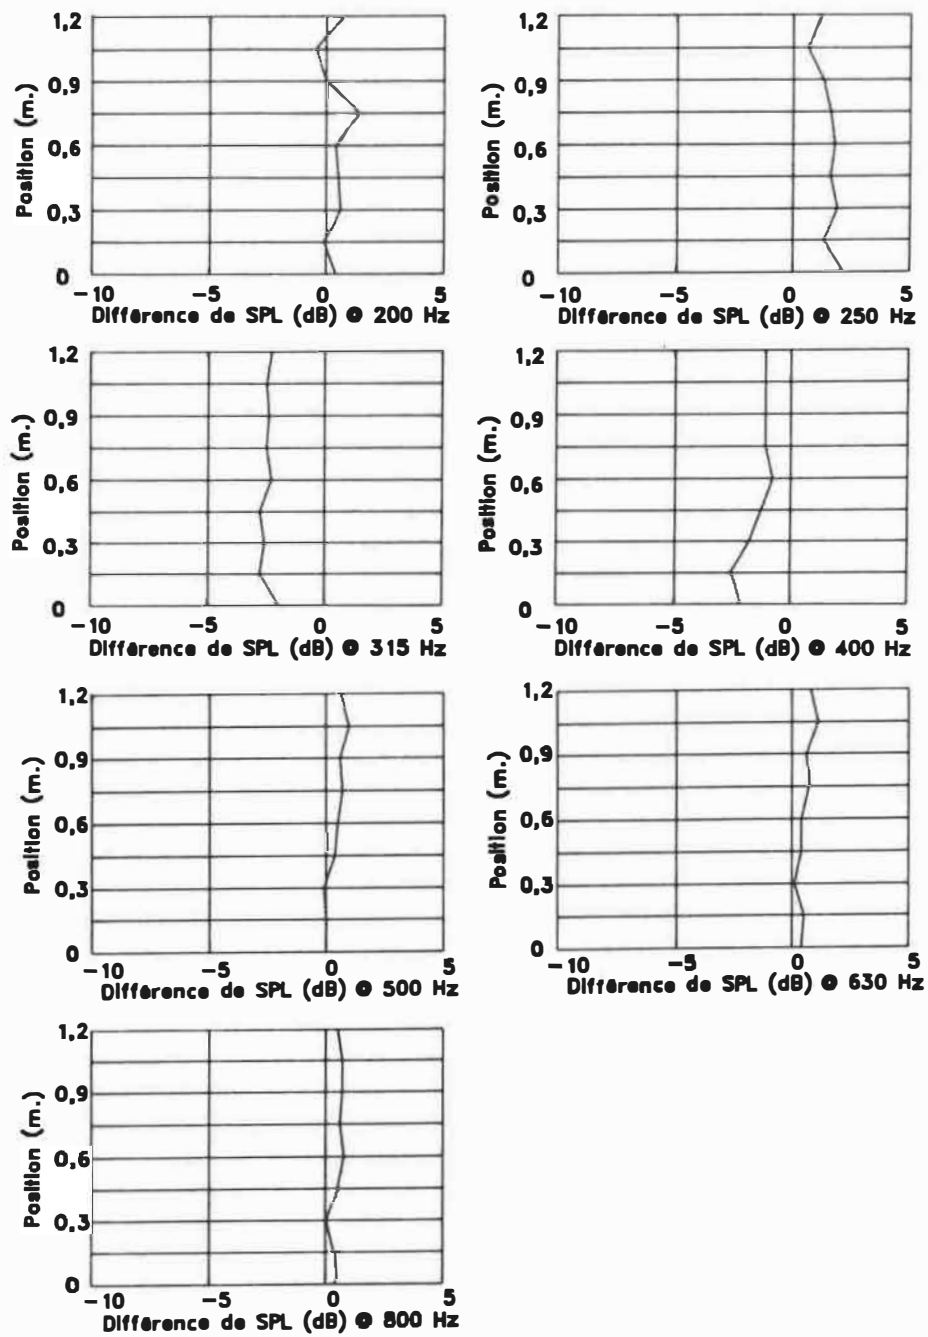 1,2
0,9
0,6
0,3
0
Position (m.)
-10 -5 0 5
Différence de SPL (dB) @ 200 Hz
1,2
0,9
0,6
0,3
0
Position (m.)
-10 -5 0 5
Différence de SPL (dB) @ 250 Hz
1,2
0,9
0,6
0,3
0
Position (m.)
-10 -5 0 5
Différence de SPL (dB) @ 315 Hz
1,2
0,9
0,6
0,3
0
Position (m.)
-10 -5 0 5
Différence de SPL (dB) @ 400 Hz
1,2
0,9
0,6
0,3
0
Position (m.)
-10 -5 0 5
Différence de SPL (dB) @ 500 Hz
1,2
0,9
0,6
0,3
0
Position (m.)
-10 -5 0 5
Différence de SPL (dB) @ 630 Hz
1,2
0,9
0,6
0,3
0
Position (m.)
-10 -5 0 5
Différence de SPL (dB) @ 800 Hz